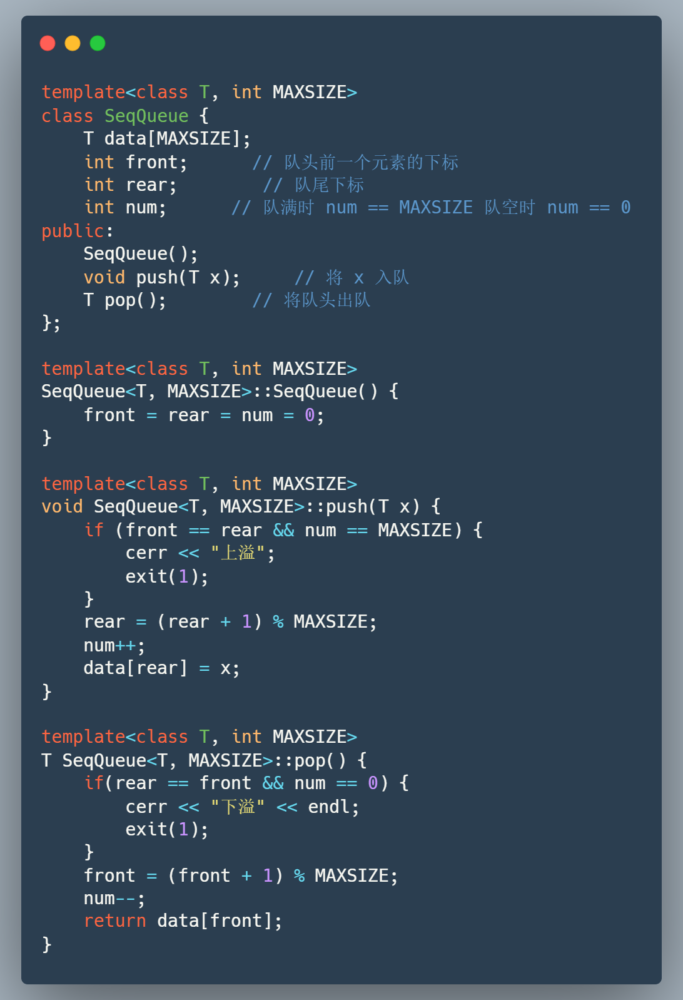 template<class T, int MAXSIZE>
class SeqQueue {
    T data[MAXSIZE];
    int front;      // 队头前一个元素的下标
    int rear;        // 队尾下标
    int num;      // 队满时 num == MAXSIZE 队空时 num == 0
public:
    SeqQueue();
    void push(T x);     // 将 x 入队
    T pop();        // 将队头出队
};

template<class T, int MAXSIZE>
SeqQueue<T, MAXSIZE>::SeqQueue() {
    front = rear = num = 0;
}

template<class T, int MAXSIZE>
void SeqQueue<T, MAXSIZE>::push(T x) {
    if (front == rear && num == MAXSIZE) {
        cerr << "上溢";
        exit(1);
    }
    rear = (rear + 1) % MAXSIZE;
    num++;
    data[rear] = x;
}

template<class T, int MAXSIZE>
T SeqQueue<T, MAXSIZE>::pop() {
    if(rear == front && num == 0) {
        cerr << "下溢" << endl;
        exit(1);
    }
    front = (front + 1) % MAXSIZE;
    num--;
    return data[front];
}